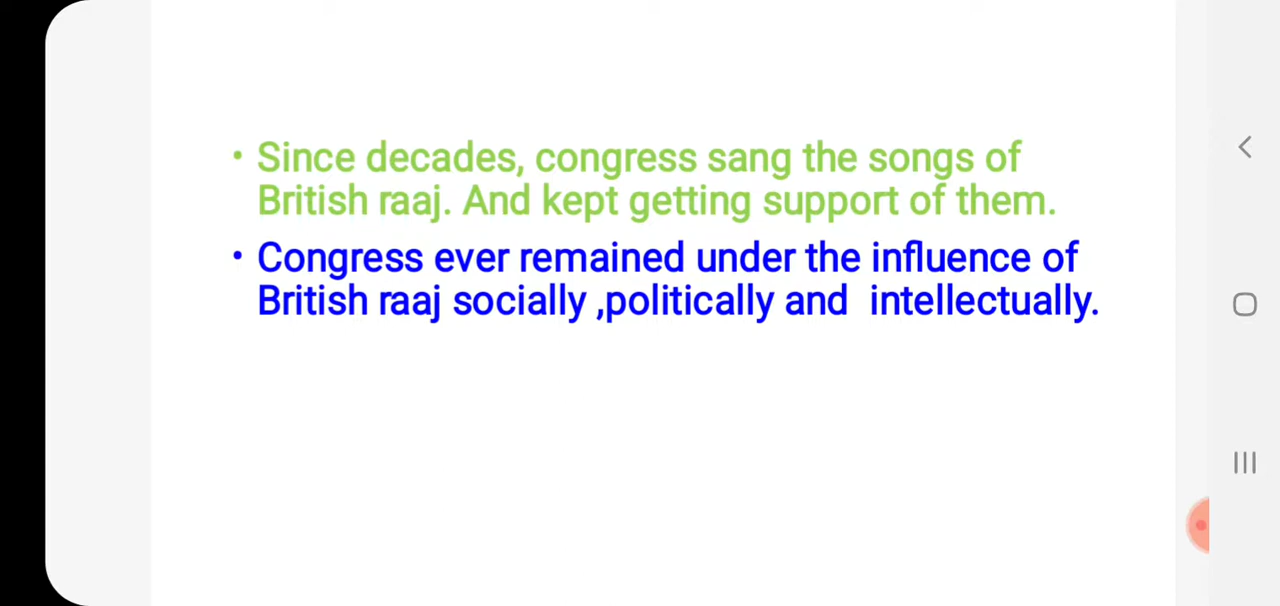 • Since decades, congress sang the songs of
British raaj. And kept getting support of them.
• Congress ever remained under the influence of
British raaj socially ,politically and  intellectually.